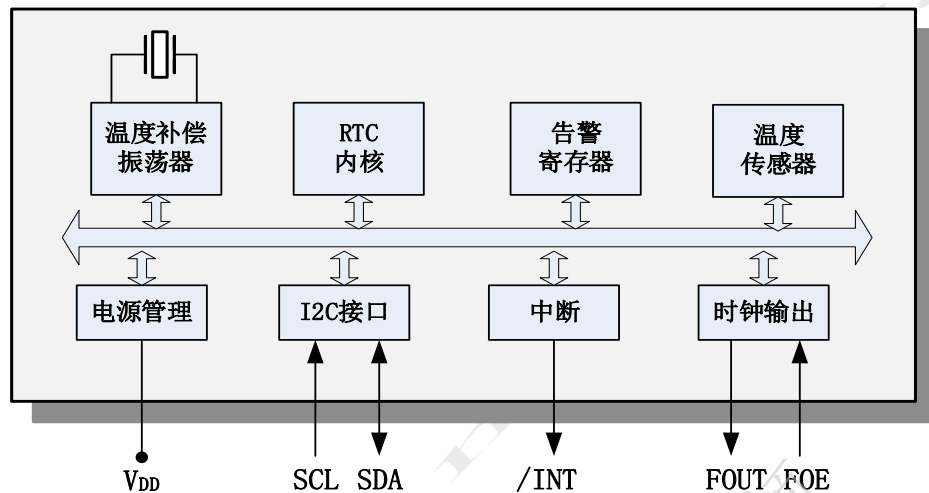 温度补偿
振荡器
RTC
内核
告警
寄存器
温度
传感器
电源管理
I2C接口
中断
时钟输出
VDD
SCL SDA
/INT
FOUT FOE